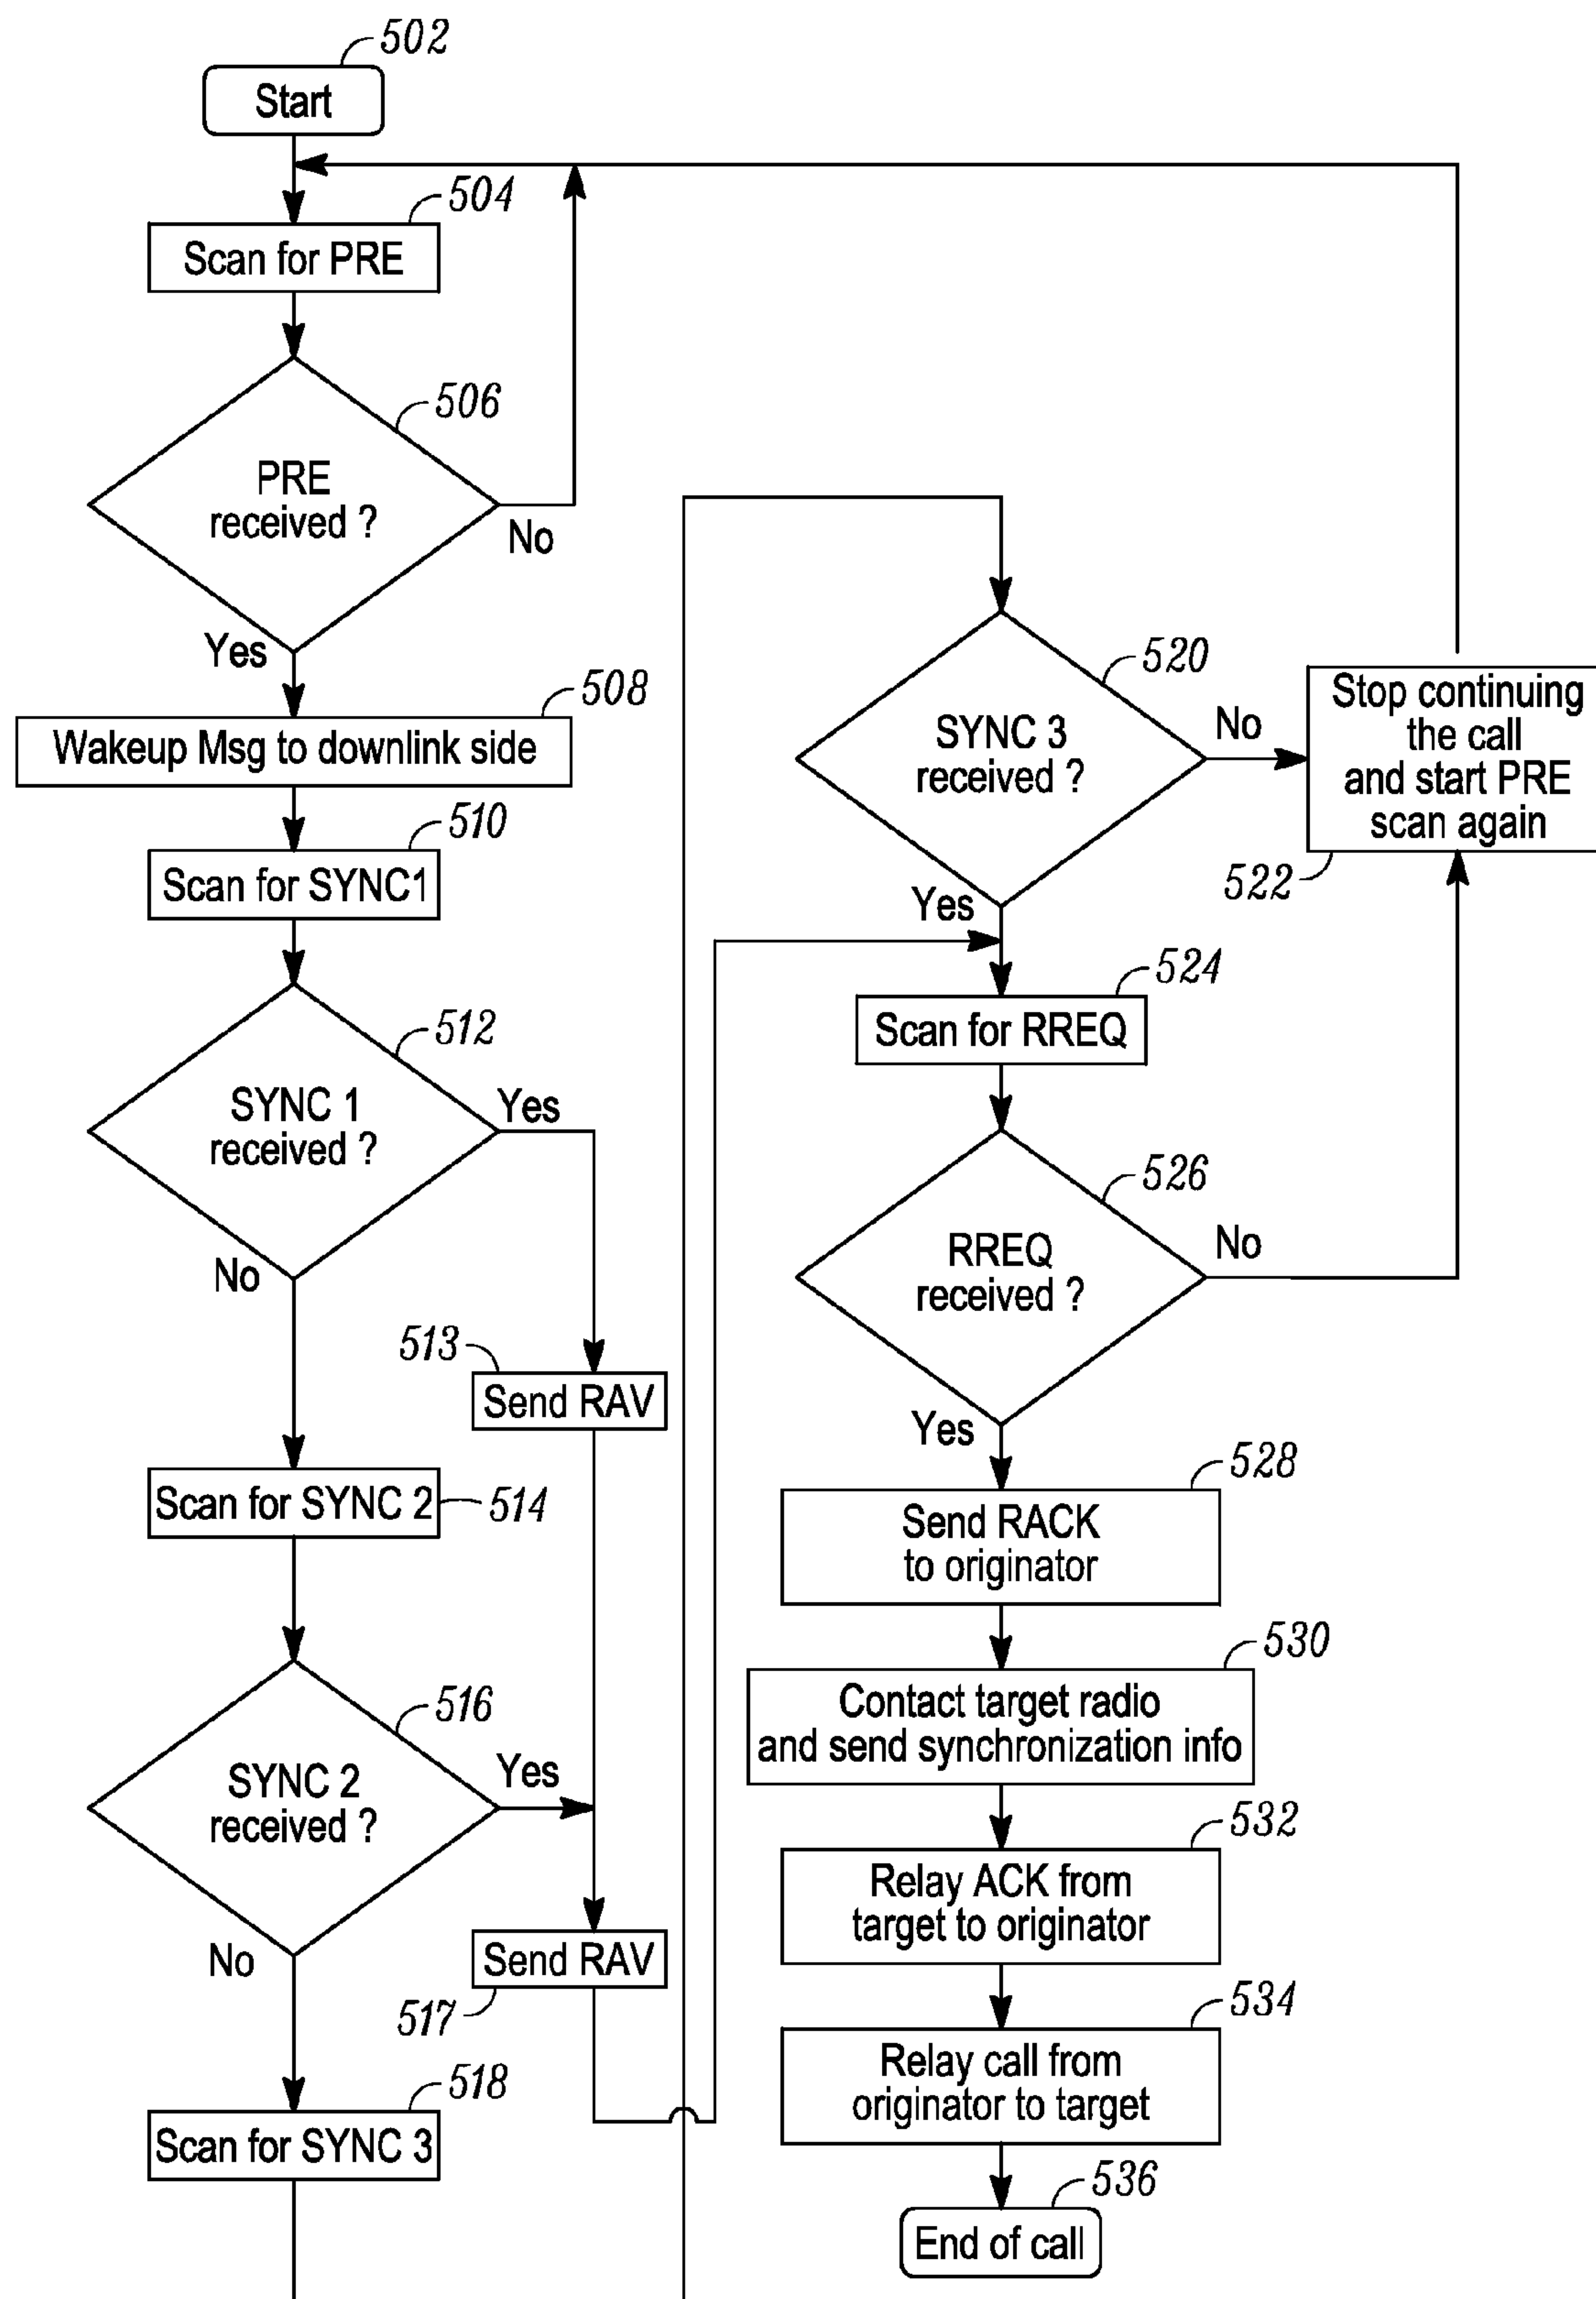 502
Start
504
Scan for PRE
506
PRE
received ?
No
Yes
508
Wakeup Msg to downlink side
510
Scan for SYNC1
512
SYNC 1
received ?
Yes
No
513
Send RAV
Scan for SYNC 2
514
516
SYNC 2
received ?
Yes
No
Send RAV
517
518
Scan for SYNC 3
520
SYNC 3
received ?
No
Yes
Stop continuing
the call
and start PRE
scan again
522
524
Scan for RREQ
526
RREQ
received ?
No
Yes
528
Send RACK
to originator
530
Contact target radio
and send synchronization info
532
Relay ACK from
target to originator
534
Relay call from
originator to target
536
End of call